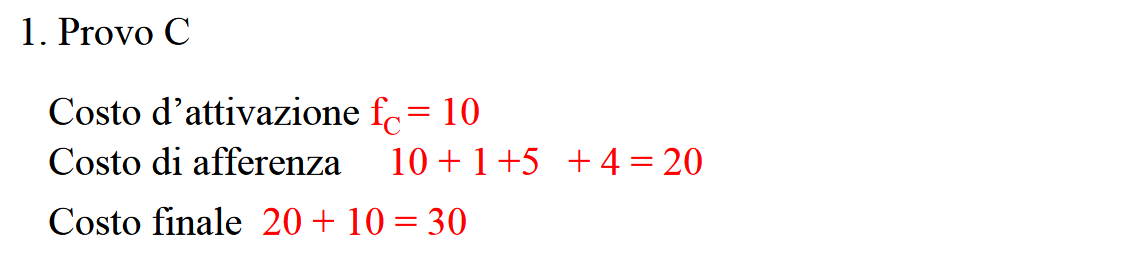 1. Provo C
Costo d’attivazione fC= 10
Costo di afferenza 10 + 1 +5 + 4 = 20
Costo finale 20 + 10 = 30